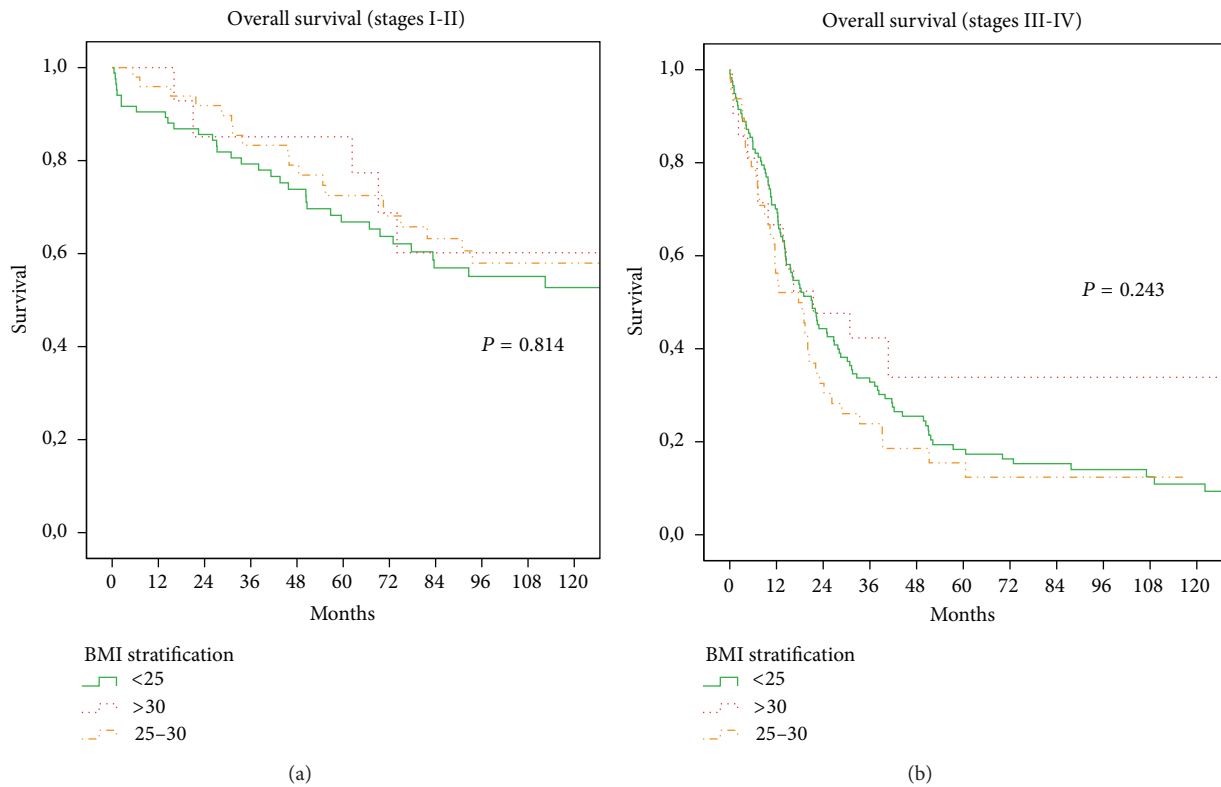 Overall survival (stages I-II)
1,0
0,8
0,6
0,4
0,2
0,0
Survival
P = 0.814
0 12 24 36 48 60 72 84 96 108 120
Months
BMI stratification
<25
>30
25–30
(a)
Overall survival (stages III-IV)
1,0
0,8
0,6
0,4
0,2
0,0
Survival
P = 0.243
0 12 24 36 48 60 72 84 96 108 120
Months
BMI stratification
<25
>30
25–30
(b)